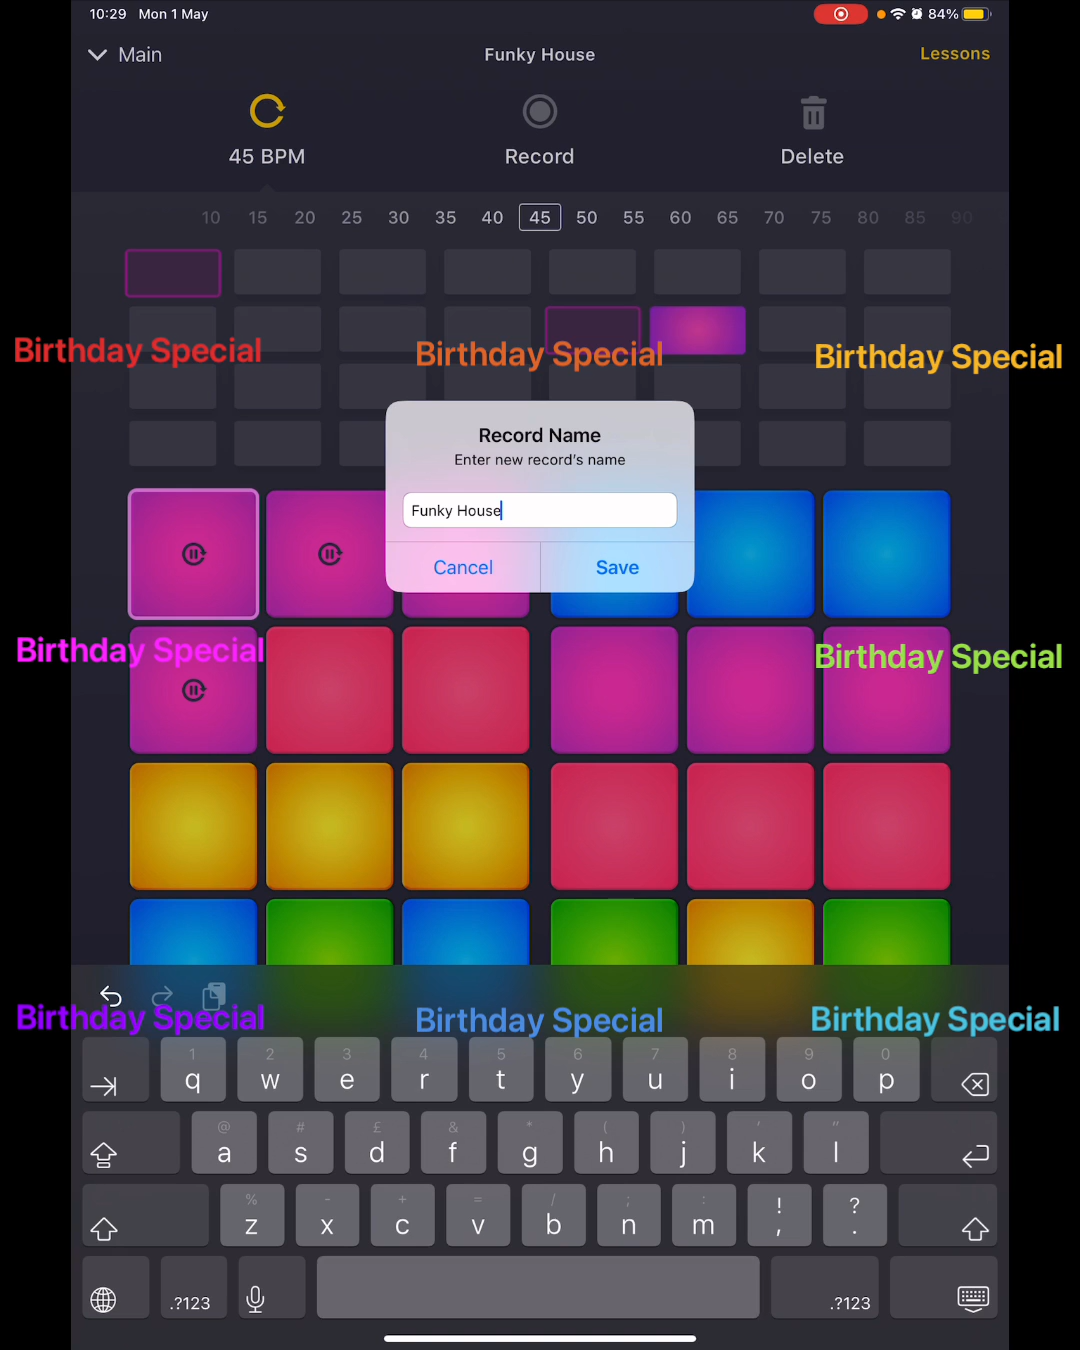 10:29 Mon 1 May 84%
Main Funky House Lessons
45 BPM Record Delete
10 15 20 25 30 35 40 45 50 55 60 65 70 75 80 85 90
Birthday Special Birthday Special Birthday Special
Record Name
Enter new record's name
Funky House
Cancel Save
Birthday Special Birthday Special
Birthday Special Birthday Special Birthday Special
1 2 3 4 5 6 7 8 9 0
q w e r t y u i o p
@ # £ & * ( ) ' "
a s d f g h j k l
% - + = / ; : ! ?
z x c v b n m , .
.?123 .?123